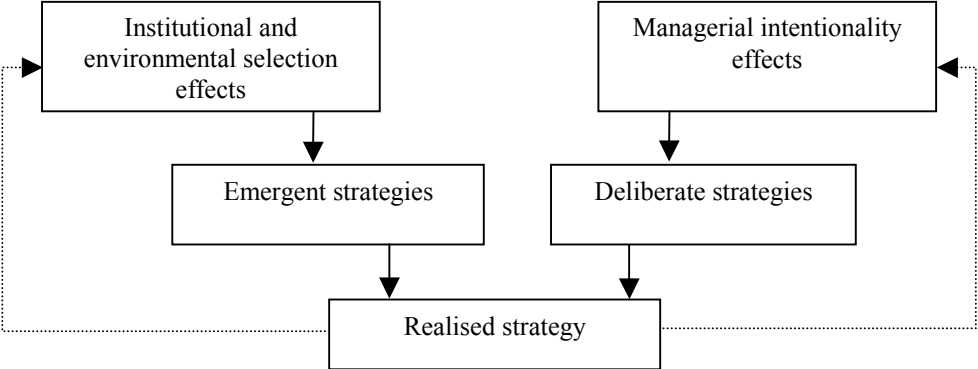 Institutional and
environmental selection
effects
Managerial intentionality
effects
Emergent strategies
Deliberate strategies
Realised strategy